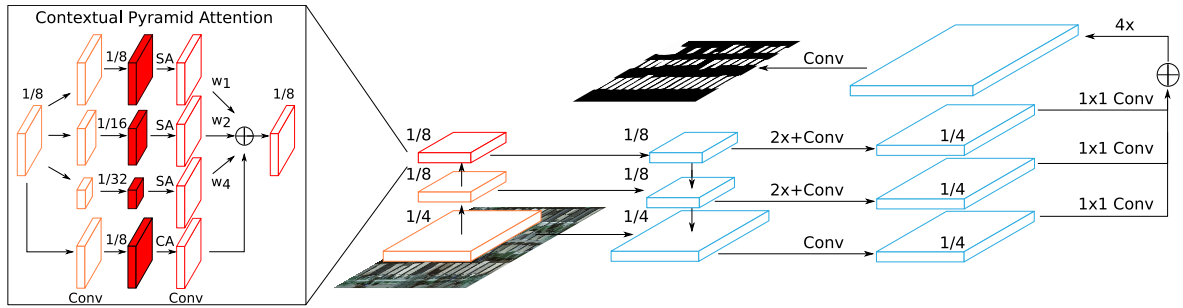 Contextual Pyramid Attention
1/8
1/8
SA
w1
1/16
SA
w2
1/8
1/32
SA
w4
1/8
CA
Conv
Conv
1/8
1/8
1/4
1/8
1/8
1/4
2x+Conv
2x+Conv
Conv
Conv
4x
1/4
1/4
1/4
1x1 Conv
1x1 Conv
1x1 Conv